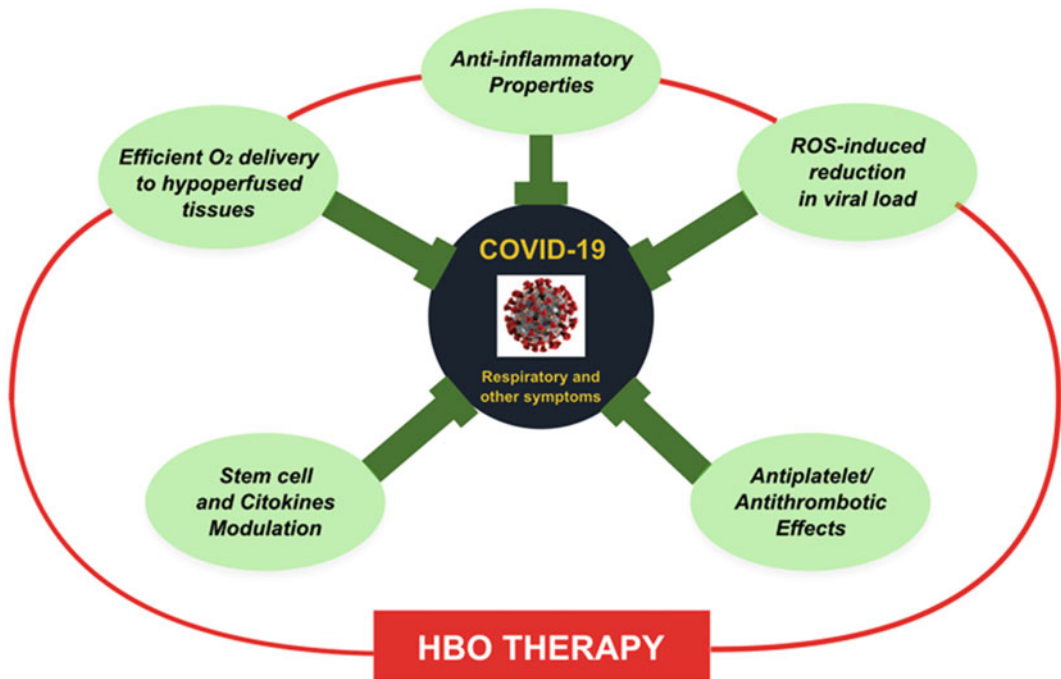 Anti-inflammatory
Properties
Efficient O₂ delivery
to hypoperfused
tissues
ROS-induced
reduction
in viral load
COVID-19
Respiratory and
other symptoms
Stem cell
and Citokines
Modulation
Antiplatelet/
Antithrombotic
Effects
HBO THERAPY